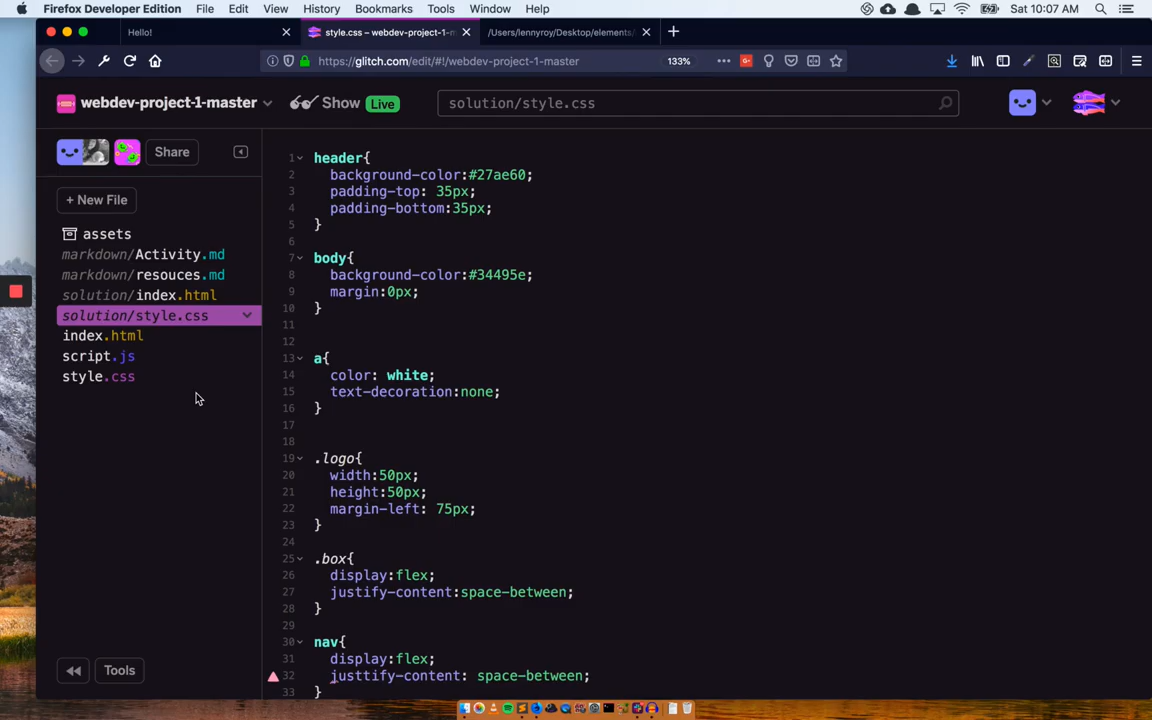 Firefox Developer Edition File Edit View History Bookmarks Tools Window Help Sat 10:07 AM
Hello! style.css – webdev-project-1-m /Users/lennyroy/Desktop/elements/
https://glitch.com/edit/#!/webdev-project-1-master 133%
webdev-project-1-master Show Live solution/style.css
Share
+ New File
assets
markdown/Activity.md
markdown/resouces.md
solution/index.html
solution/style.css
index.html
script.js
style.css
Tools
1 header{
2 background-color:#27ae60;
3 padding-top: 35px;
4 padding-bottom:35px;
5 }
6
7 body{
8 background-color:#34495e;
9 margin:0px;
10 }
11
12
13 a{
14 color: white;
15 text-decoration:none;
16 }
17
18
19 .logo{
20 width:50px;
21 height:50px;
22 margin-left: 75px;
23 }
24
25 .box{
26 display:flex;
27 justify-content:space-between;
28 }
29
30 nav{
31 display:flex;
32 justtify-content: space-between;
33 }